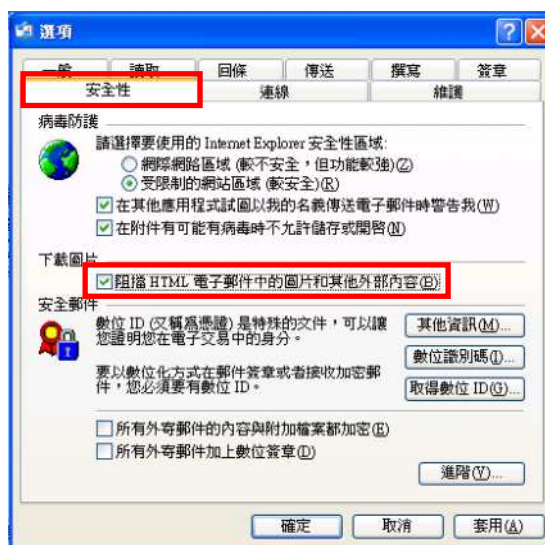 選項
一般 讀取 回條 傳送 撰寫 簽章
安全性 連線 維護
病毒防護
請選擇要使用的 Internet Explorer 安全性區域:
網際網路區域 (較不安全，但功能較強)(Z)
受限制的網站區域 (較安全)(R)
在其他應用程式試圖以我的名義傳送電子郵件時警告我(W)
在附件有可能有病毒時不允許儲存或開啓(N)
下載圖片
阻擋 HTML 電子郵件中的圖片和其他外部內容(B)
安全郵件
數位 ID (又稱爲憑證) 是特殊的文件，可以讓
您證明您在電子交易中的身分。
其他資訊(M)...
數位識別碼(I)...
要以數位化方式在郵件簽章或者接收加密郵
件，您必須要有數位 ID。
取得數位 ID(G)...
所有外寄郵件的內容與附加檔案都加密(E)
所有外寄郵件加上數位簽章(D)
進階(V)...
確定 取消 套用(A)